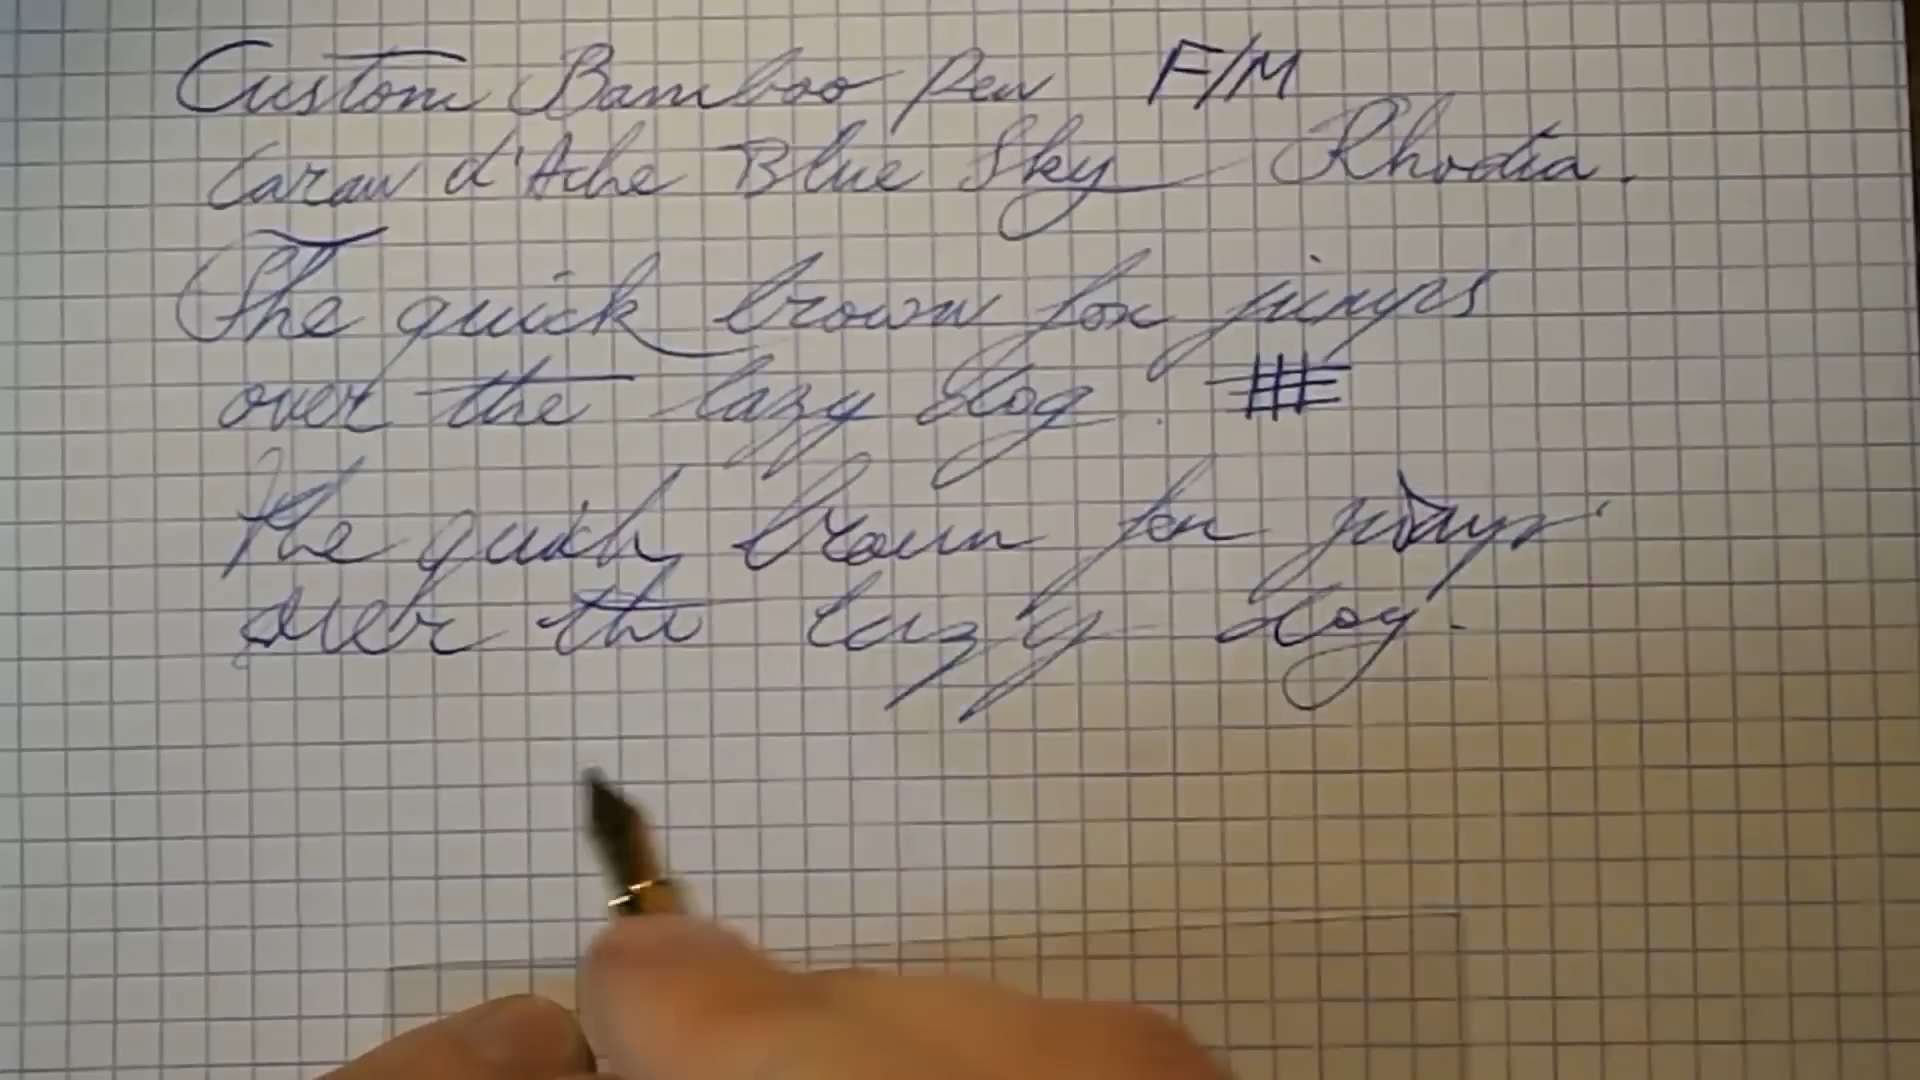 Custom Bamboo Pen F/M
Caran d'Ache Blue Sky Rhodia.
The quick brown fox jumps
over the lazy dog.
The quick brown fox jumps
over the lazy dog.